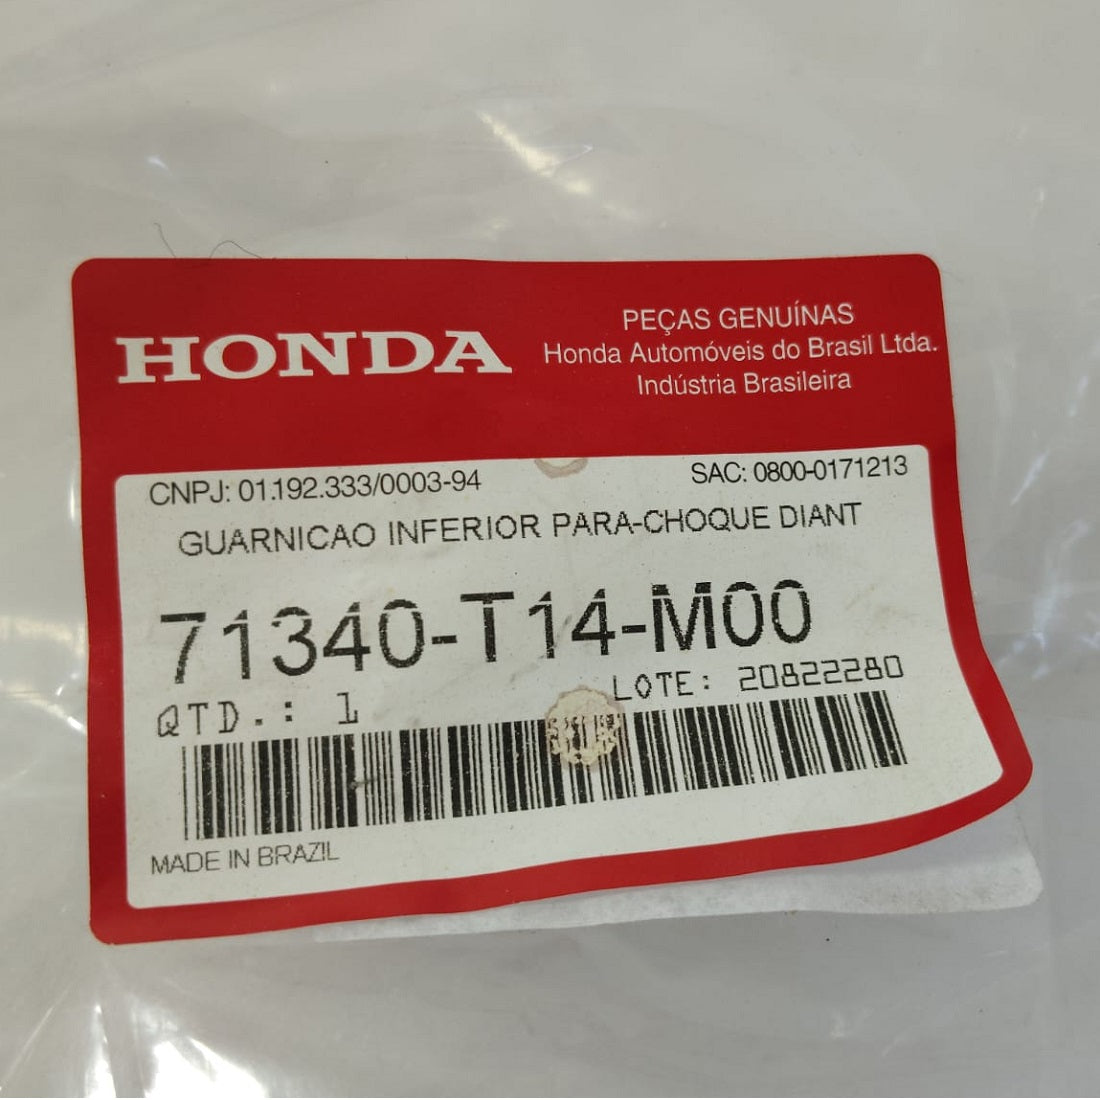 HONDA
PEÇAS GENUÍNAS
Honda Automóveis do Brasil Ltda.
Indústria Brasileira
CNPJ: 01.192.333/0003-94
SAC: 0800-0171213
GUARNICAO INFERIOR PARA-CHOQUE DIANT
71340-T14-M00
QTD.: 1
LOTE: 20822280
MADE IN BRAZIL